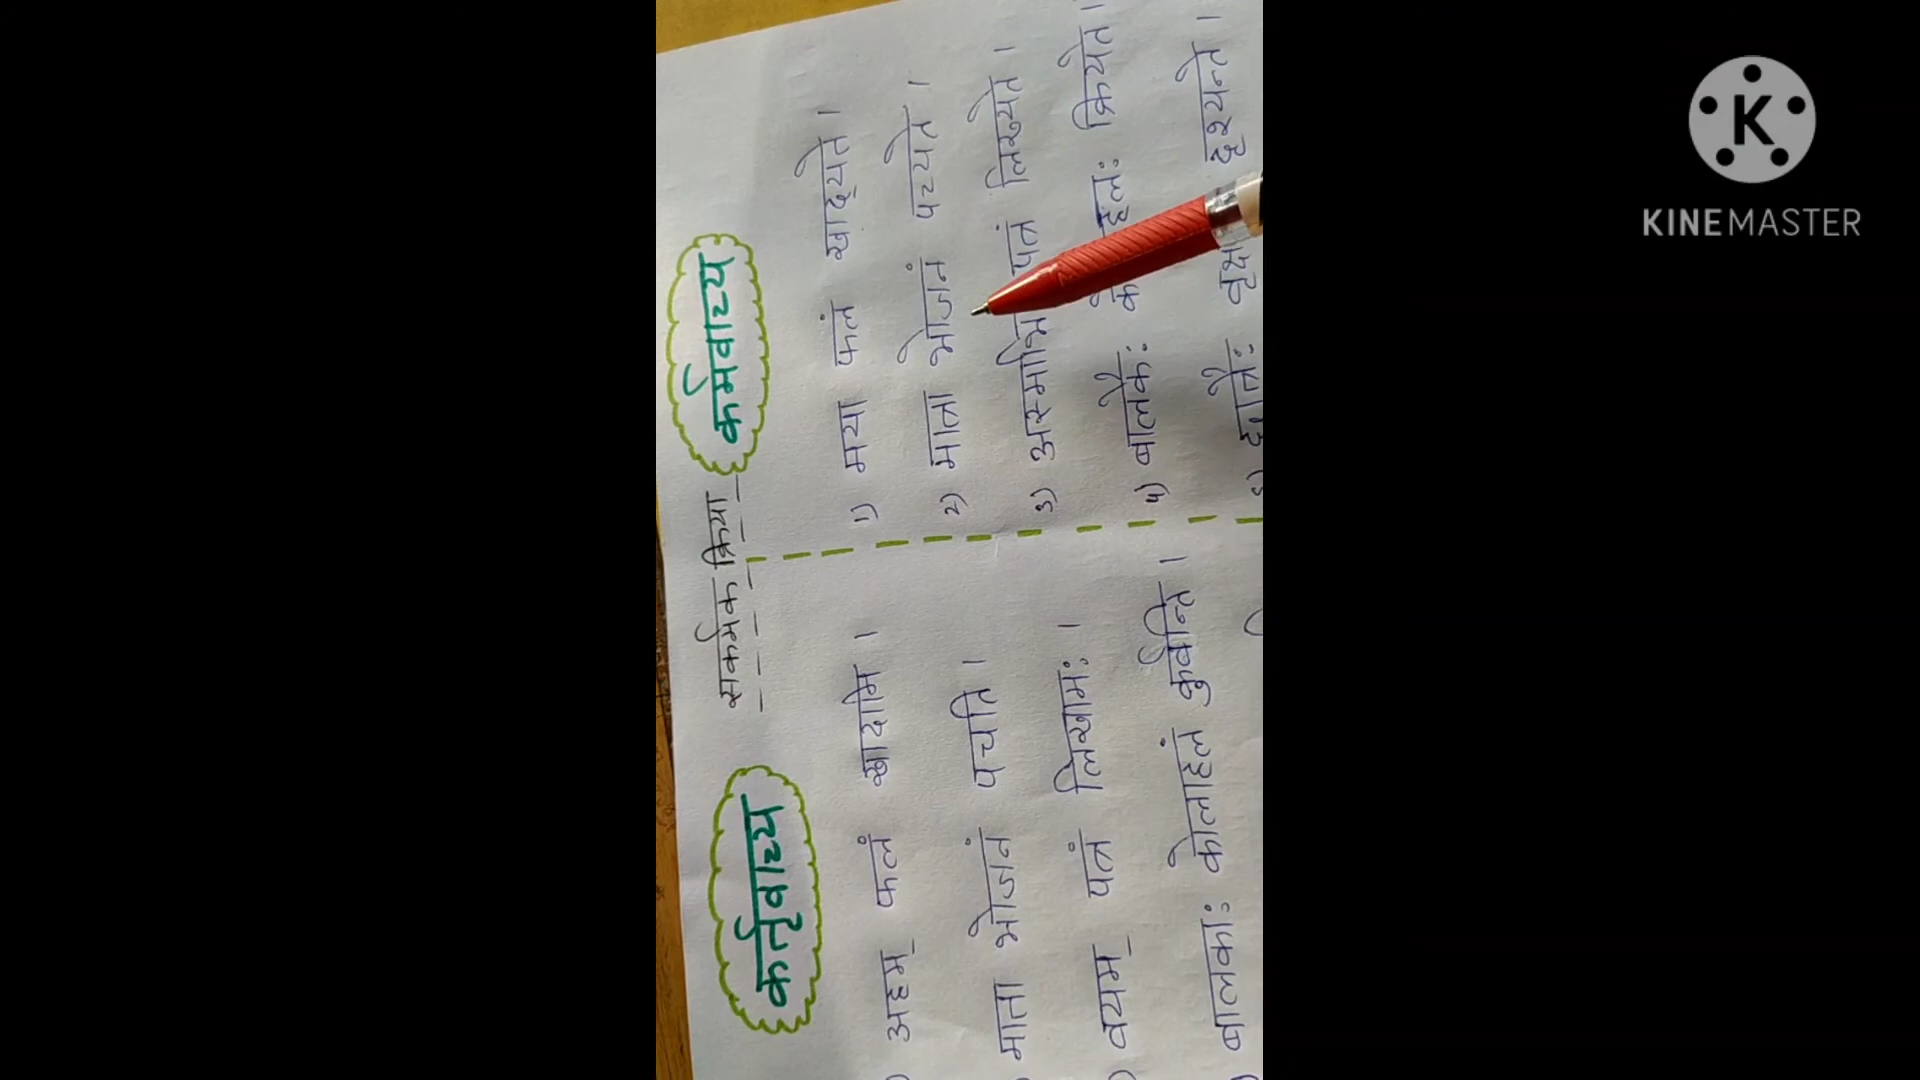 सकर्मक क्रिया
कर्तृवाच्य
अहम् फलं खादामि ।
माता भोजनं पचति ।
वयम् पत्रं लिखामः ।
बालकाः कोलाहलं कुर्वन्ति ।
कर्मवाच्य
1) मया फलं खाद्यते ।
2) मात्रा भोजनं पच्यते ।
3) पत्रं लिख्यते ।
4) बालकैः क्रियते ।
5) छात्रैः दृश्यन्ते ।
KINEMASTER